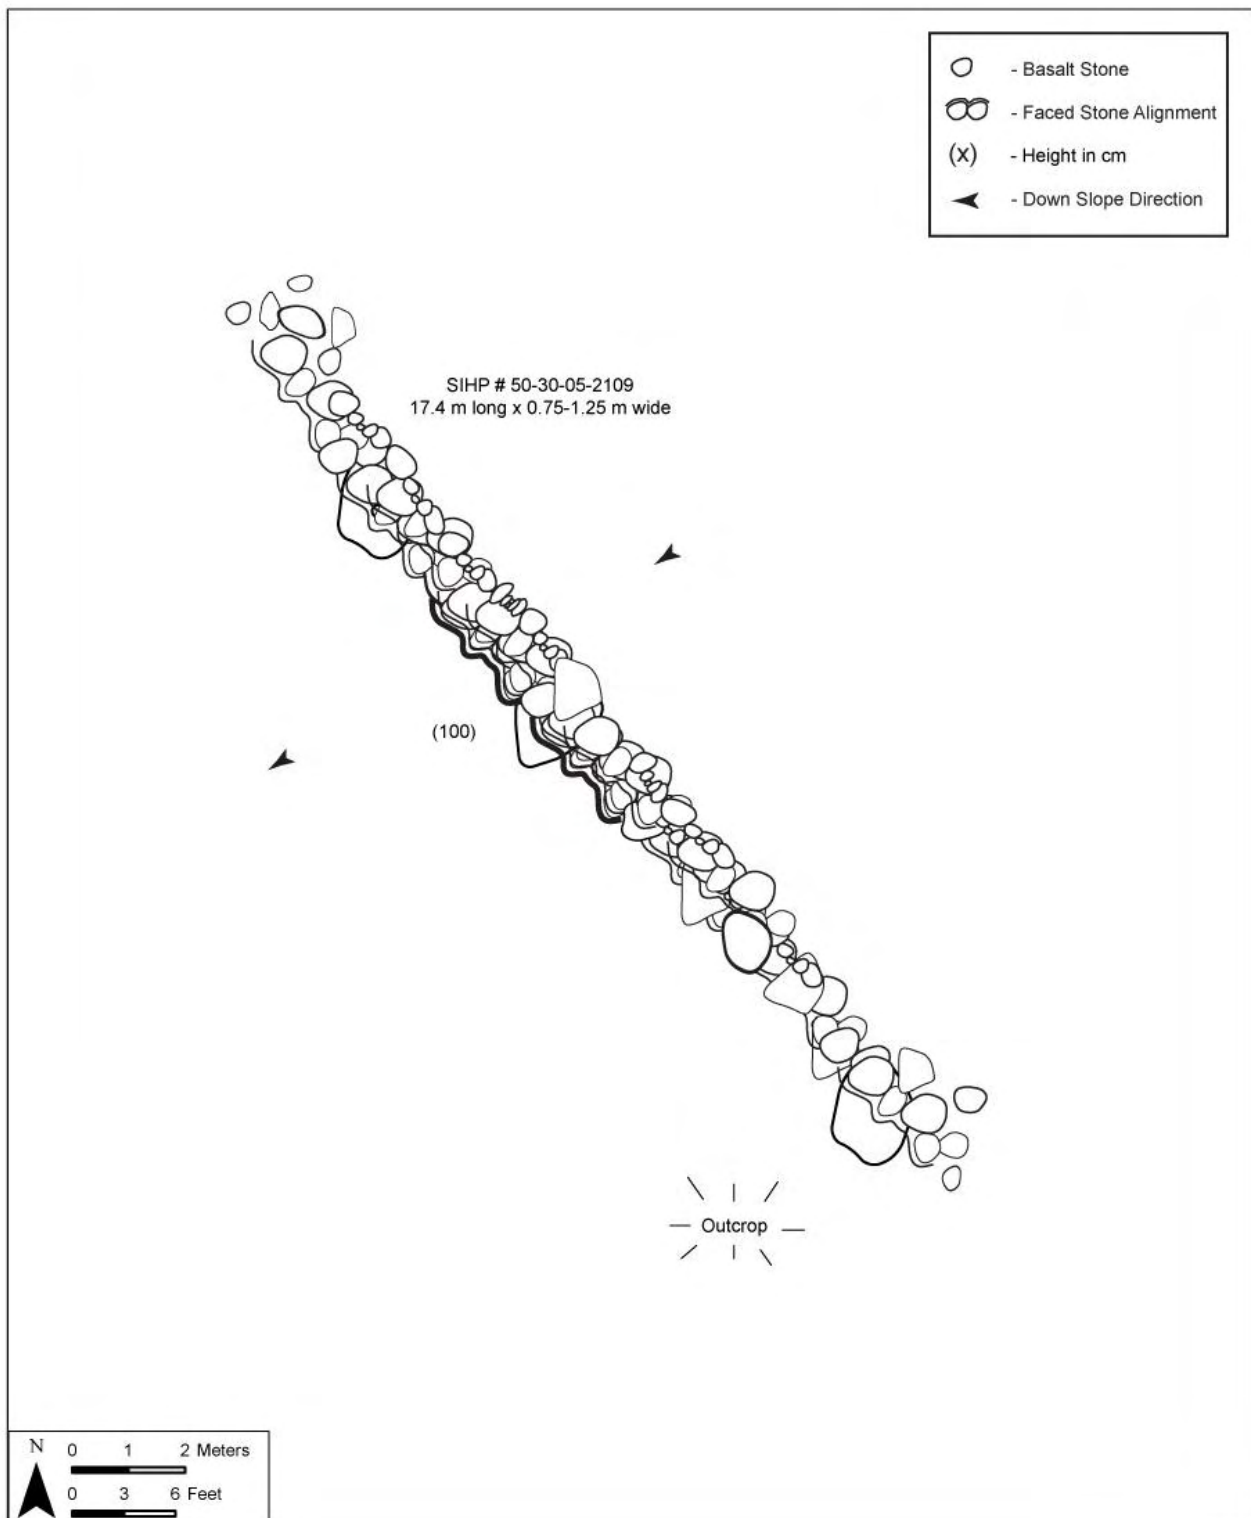 - Basalt Stone
- Faced Stone Alignment
(x) - Height in cm
- Down Slope Direction
SIHP # 50-30-05-2109
17.4 m long x 0.75-1.25 m wide
(100)
Outcrop
N
0 1 2 Meters
0 3 6 Feet